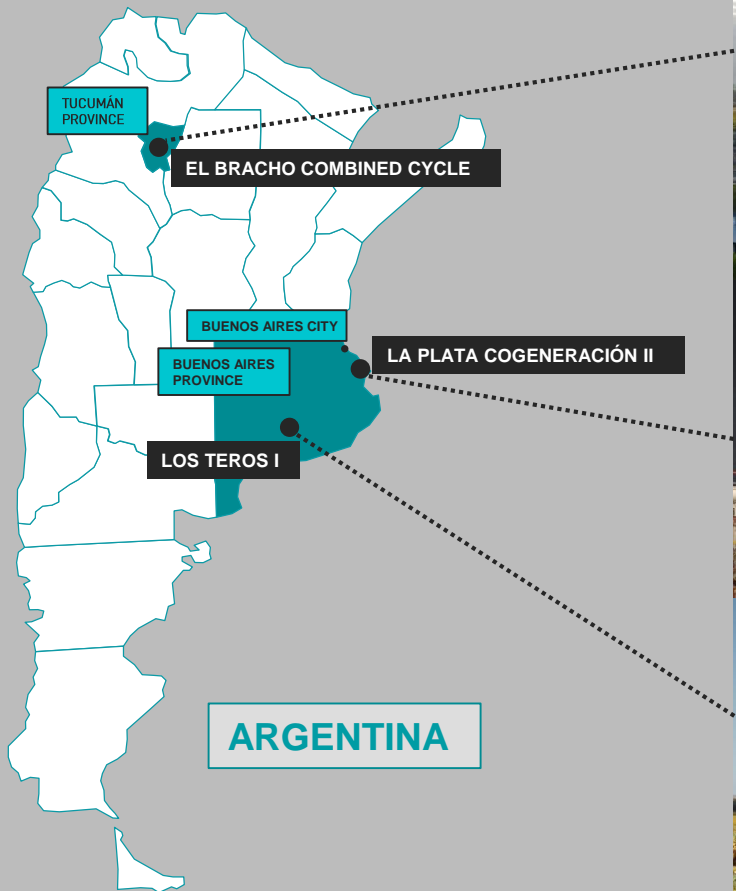 TUCUMÁN
PROVINCE
EL BRACHO COMBINED CYCLE
BUENOS AIRES CITY
LA PLATA COGENERACIÓN II
BUENOS AIRES
PROVINCE
LOS TEROS I
ARGENTINA